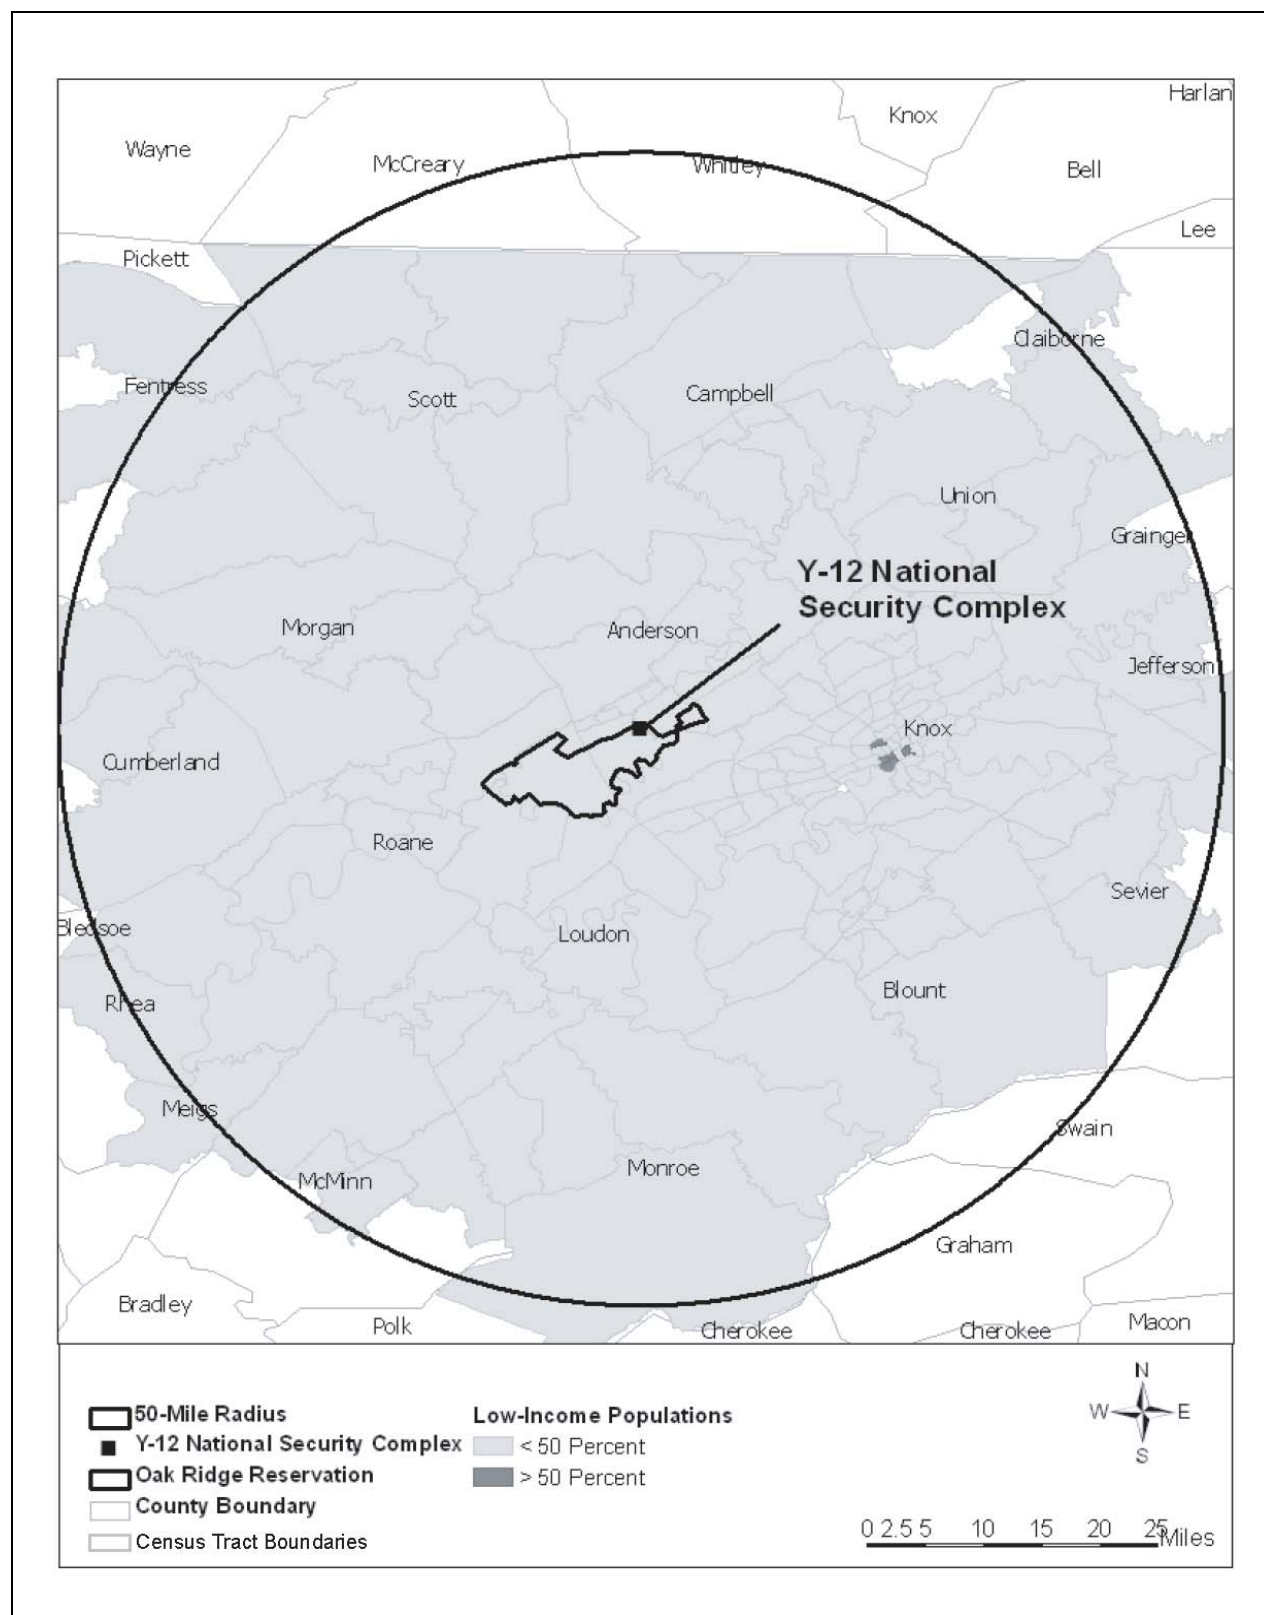 Harlan
Knox
Wayne
McCreary
Whitley
Bell
Lee
Pickett
Claiborne
Fentress
Scott
Campbell
Union
Grainger
Y-12 National
Security Complex
Morgan
Anderson
Jefferson
Knox
Cumberland
Roane
Sevier
Bledsoe
Loudon
Blount
Rhea
Meigs
Swain
McMinn
Monroe
Graham
Bradley
Polk
Cherokee
Cherokee
Macon
50-Mile Radius
Y-12 National Security Complex
Oak Ridge Reservation
County Boundary
Census Tract Boundaries
Low-Income Populations
< 50 Percent
> 50 Percent
N
W E
S
0 2.5 5 10 15 20 25 Miles